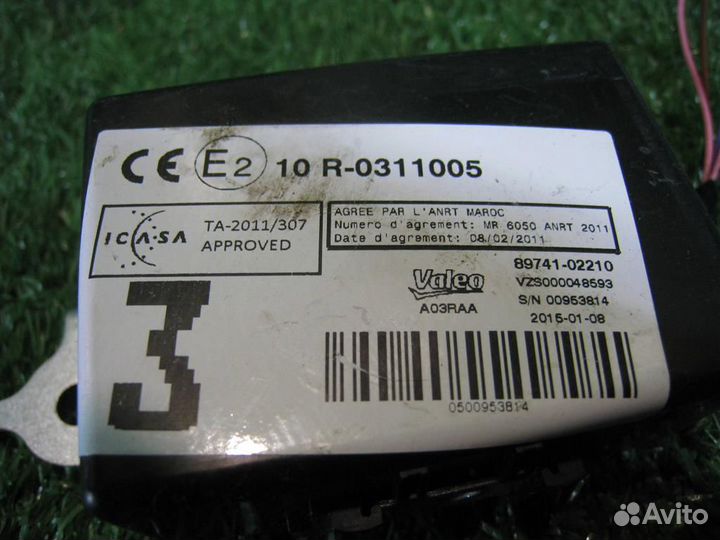 CE E2 10 R-0311005
ICASA
TA-2011/307
APPROVED
AGREE PAR L'ANRT MAROC
Numero d'agrement: MR 6050 ANRT 2011
Date d'agrement: 08/02/2011
3
Valeo
A03RAA
89741-02210
VZS000048593
S/N 00953814
2015-01-08
0500953814
Avito